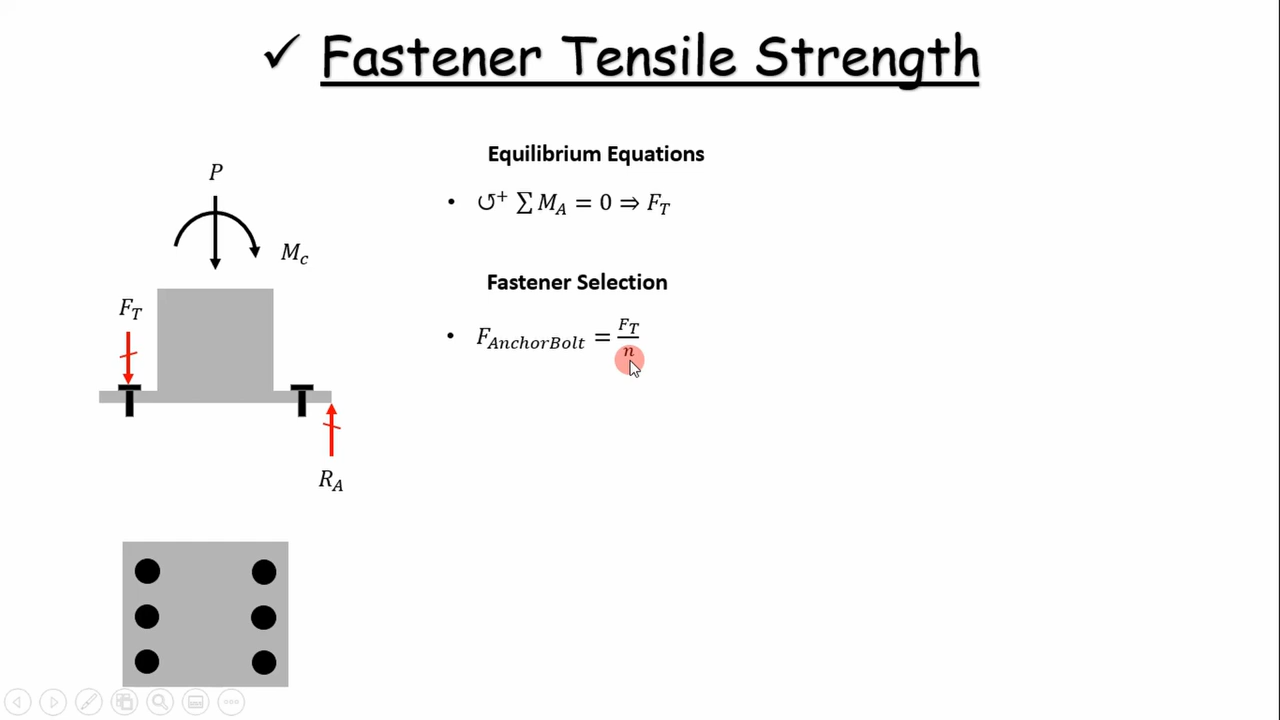 ✓ Fastener Tensile Strength
P
M_c
F_T
R_A
Equilibrium Equations
• ↺⁺ ∑ M_A = 0 ⇒ F_T
Fastener Selection
• F_AnchorBolt = F_T / n